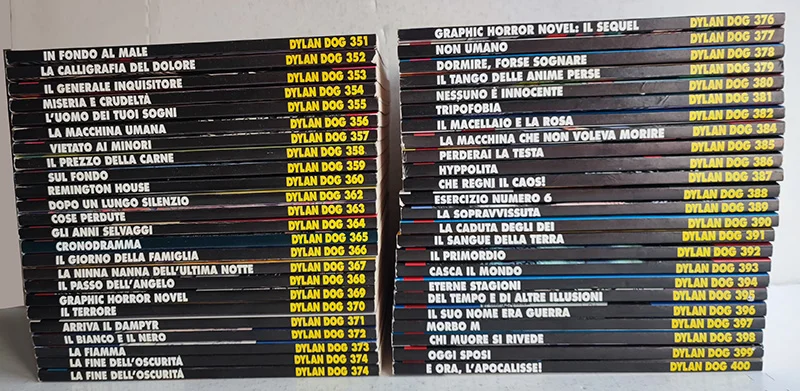 IN FONDO AL MALE DYLAN DOG 351
LA CALLIGRAFIA DEL DOLORE DYLAN DOG 352
IL GENERALE INQUISITORE DYLAN DOG 353
MISERIA E CRUDELTÀ DYLAN DOG 354
L'UOMO DEI TUOI SOGNI DYLAN DOG 355
LA MACCHINA UMANA DYLAN DOG 356
VIETATO AI MINORI DYLAN DOG 357
IL PREZZO DELLA CARNE DYLAN DOG 358
SUL FONDO DYLAN DOG 359
REMINGTON HOUSE DYLAN DOG 360
DOPO UN LUNGO SILENZIO DYLAN DOG 362
COSE PERDUTE DYLAN DOG 363
GLI ANNI SELVAGGI DYLAN DOG 364
CRONODRAMMA DYLAN DOG 365
IL GIORNO DELLA FAMIGLIA DYLAN DOG 366
LA NINNA NANNA DELL'ULTIMA NOTTE DYLAN DOG 367
IL PASSO DELL'ANGELO DYLAN DOG 368
GRAPHIC HORROR NOVEL DYLAN DOG 369
IL TERRORE DYLAN DOG 370
ARRIVA IL DAMPYR DYLAN DOG 371
IL BIANCO E IL NERO DYLAN DOG 372
LA FIAMMA DYLAN DOG 373
LA FINE DELL'OSCURITÀ DYLAN DOG 374
LA FINE DELL'OSCURITÀ DYLAN DOG 374
GRAPHIC HORROR NOVEL: IL SEQUEL DYLAN DOG 376
NON UMANO DYLAN DOG 377
DORMIRE, FORSE SOGNARE DYLAN DOG 378
IL TANGO DELLE ANIME PERSE DYLAN DOG 379
NESSUNO È INNOCENTE DYLAN DOG 380
TRIPOFOBIA DYLAN DOG 381
IL MACELLAIO E LA ROSA DYLAN DOG 382
LA MACCHINA CHE NON VOLEVA MORIRE DYLAN DOG 384
PERDERAI LA TESTA DYLAN DOG 385
HYPPOLITA DYLAN DOG 386
CHE REGNI IL CAOS! DYLAN DOG 387
ESERCIZIO NUMERO 6 DYLAN DOG 388
LA SOPRAVVISSUTA DYLAN DOG 389
LA CADUTA DEGLI DEI DYLAN DOG 390
IL SANGUE DELLA TERRA DYLAN DOG 391
IL PRIMORDIO DYLAN DOG 392
CASCA IL MONDO DYLAN DOG 393
ETERNE STAGIONI DYLAN DOG 394
DEL TEMPO E DI ALTRE ILLUSIONI DYLAN DOG 395
IL SUO NOME ERA GUERRA DYLAN DOG 396
MORBO M DYLAN DOG 397
CHI MUORE SI RIVEDE DYLAN DOG 398
OGGI SPOSI DYLAN DOG 399
E ORA, L'APOCALISSE! DYLAN DOG 400